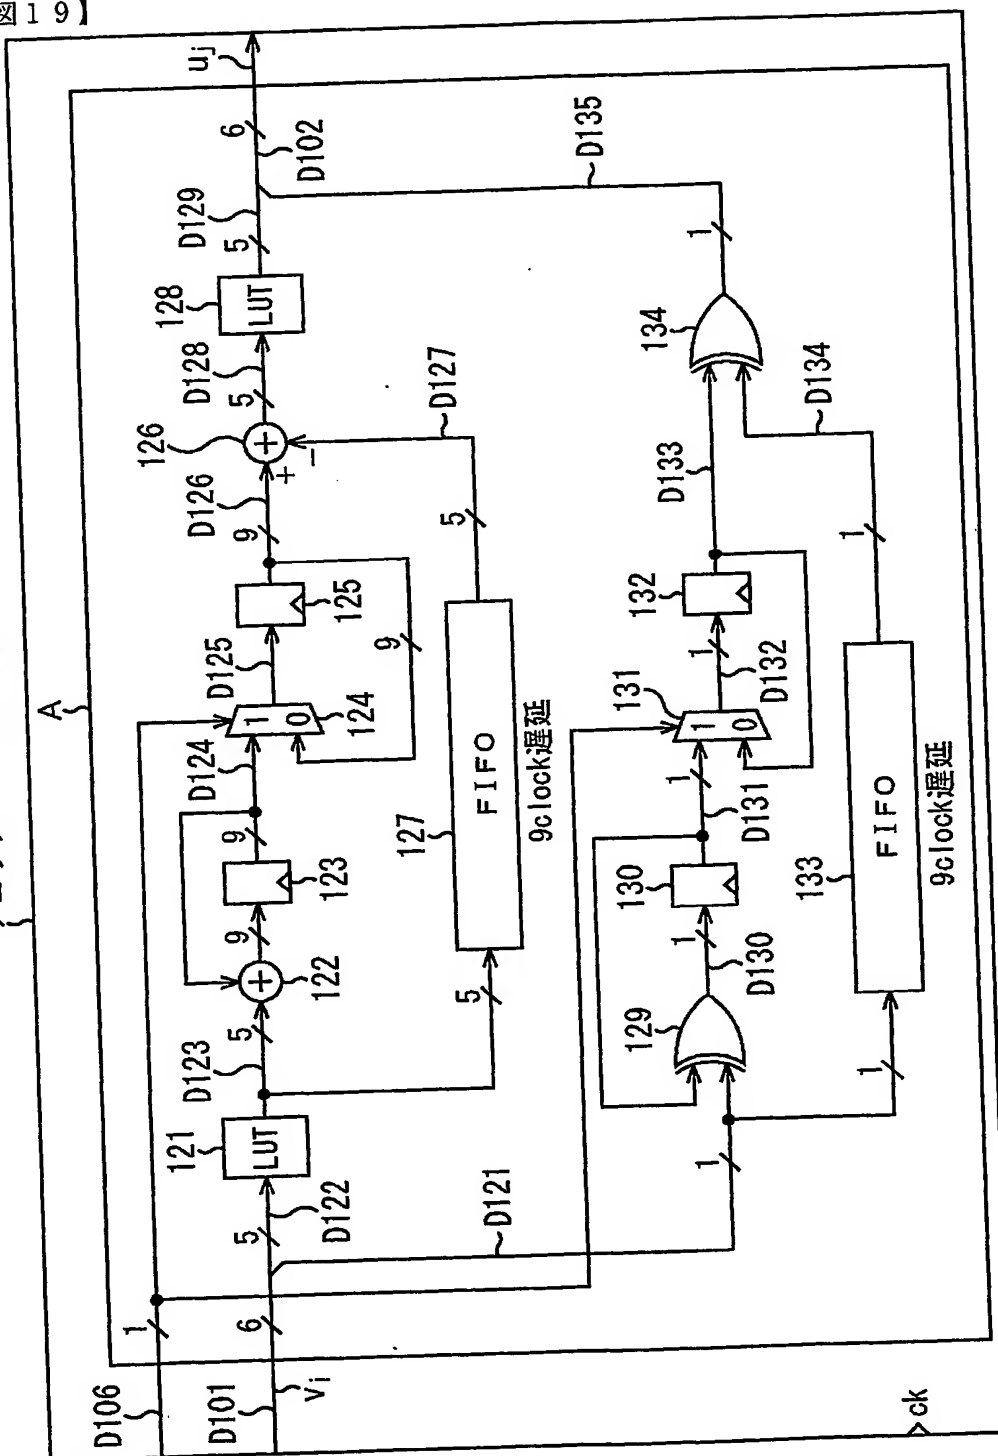 図１９】
A
D106
1
D101
6
Vi
D122
5
121
LUT
D123
5
122
+
9
123
9
D124
1
0
124
D125
125
9
D126
9
126
+
+
−
D128
5
128
LUT
D129
5
D102
6
uj
127
FIFO
9clock遅延
5
5
D127
D121
1
129
D130
1
130
D131
1
131
1
0
D132
1
132
D133
134
1
D135
133
FIFO
9clock遅延
1
1
D134
ck